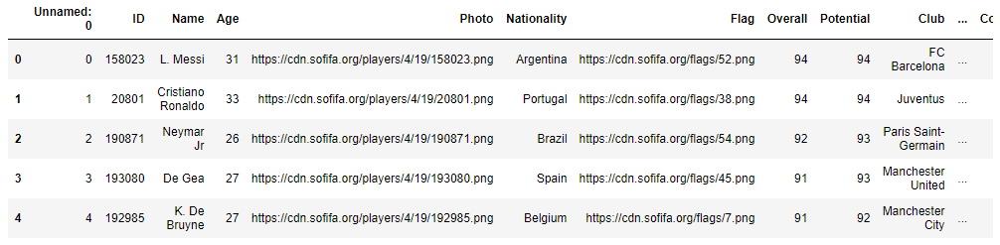 Unnamed: 0 ID Name Age Photo Nationality Flag Overall Potential Club ... Co
0 0 158023 L. Messi 31 https://cdn.sofifa.org/players/4/19/158023.png Argentina https://cdn.sofifa.org/flags/52.png 94 94 FC Barcelona ...
1 1 20801 Cristiano Ronaldo 33 https://cdn.sofifa.org/players/4/19/20801.png Portugal https://cdn.sofifa.org/flags/38.png 94 94 Juventus ...
2 2 190871 Neymar Jr 26 https://cdn.sofifa.org/players/4/19/190871.png Brazil https://cdn.sofifa.org/flags/54.png 92 93 Paris Saint-Germain ...
3 3 193080 De Gea 27 https://cdn.sofifa.org/players/4/19/193080.png Spain https://cdn.sofifa.org/flags/45.png 91 93 Manchester United ...
4 4 192985 K. De Bruyne 27 https://cdn.sofifa.org/players/4/19/192985.png Belgium https://cdn.sofifa.org/flags/7.png 91 92 Manchester City ...